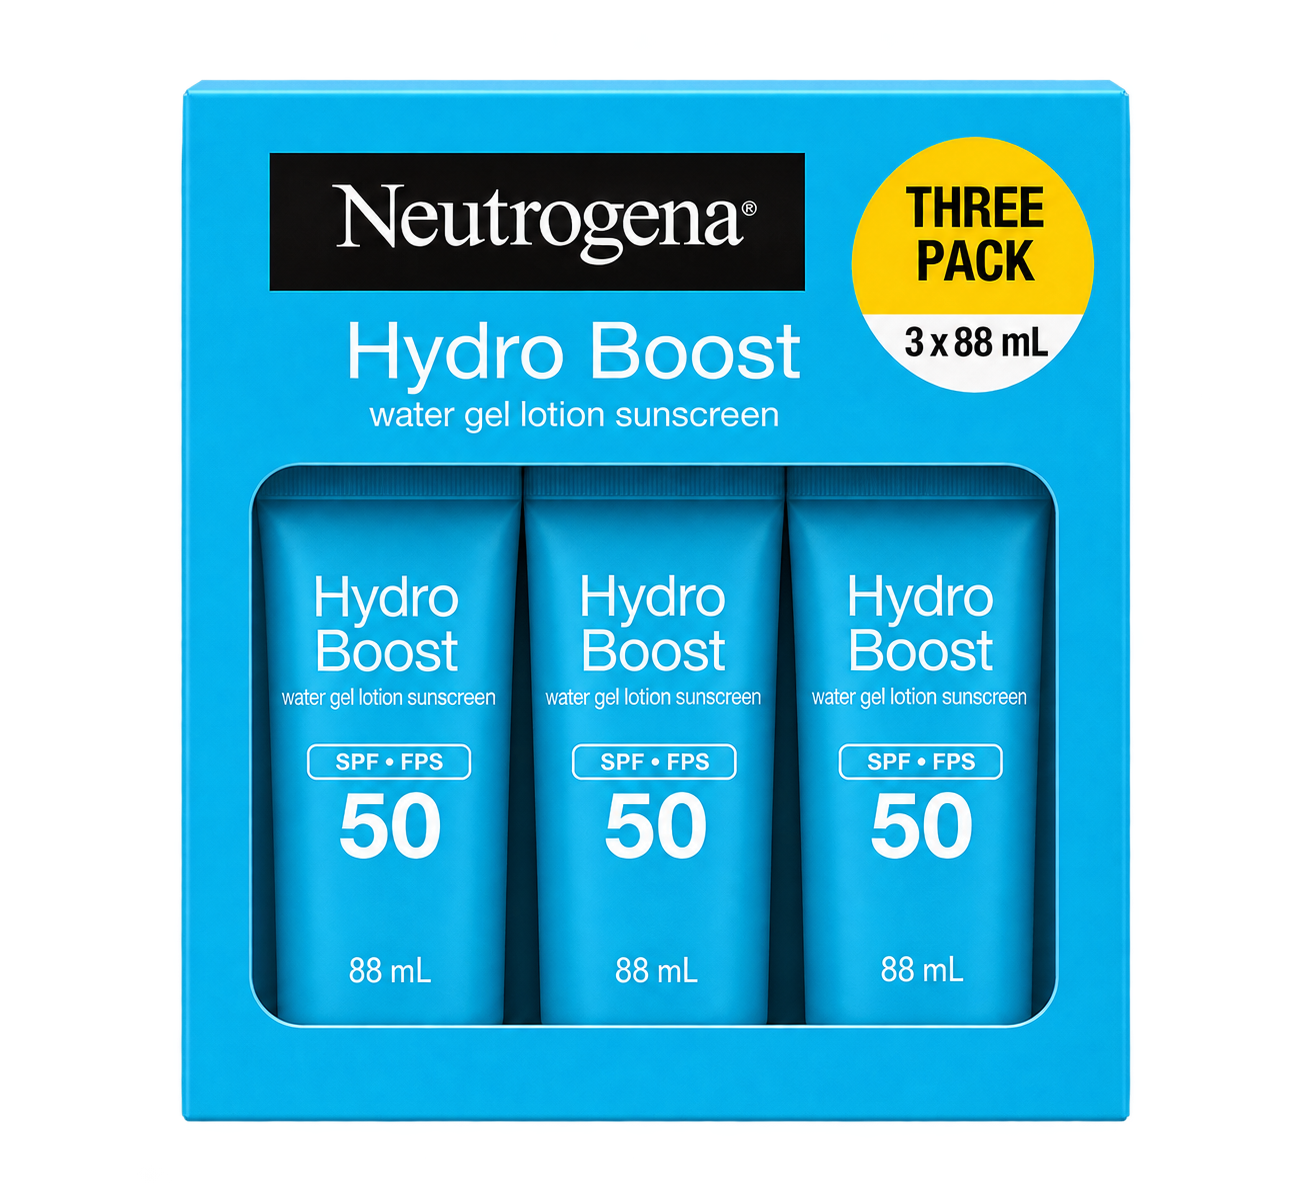 Neutrogena®
THREE
PACK
3 x 88 mL
Hydro Boost
water gel lotion sunscreen
Hydro
Boost
water gel lotion sunscreen
SPF • FPS
50
88 mL
Hydro
Boost
water gel lotion sunscreen
SPF • FPS
50
88 mL
Hydro
Boost
water gel lotion sunscreen
SPF • FPS
50
88 mL